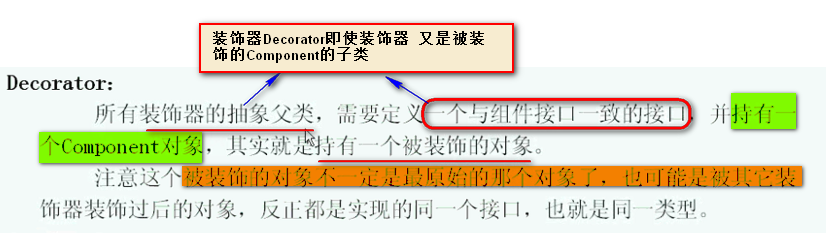 装饰器Decorator即使装饰器 又是被装
饰的Component的子类
Decorator:
所有装饰器的抽象父类，需要定义一个与组件接口一致的接口，并持有一
个Component对象，其实就是持有一个被装饰的对象。
注意这个被装饰的对象不一定是最原始的那个对象了，也可能是被其它装
饰器装饰过后的对象，反正都是实现的同一个接口，也就是同一类型。